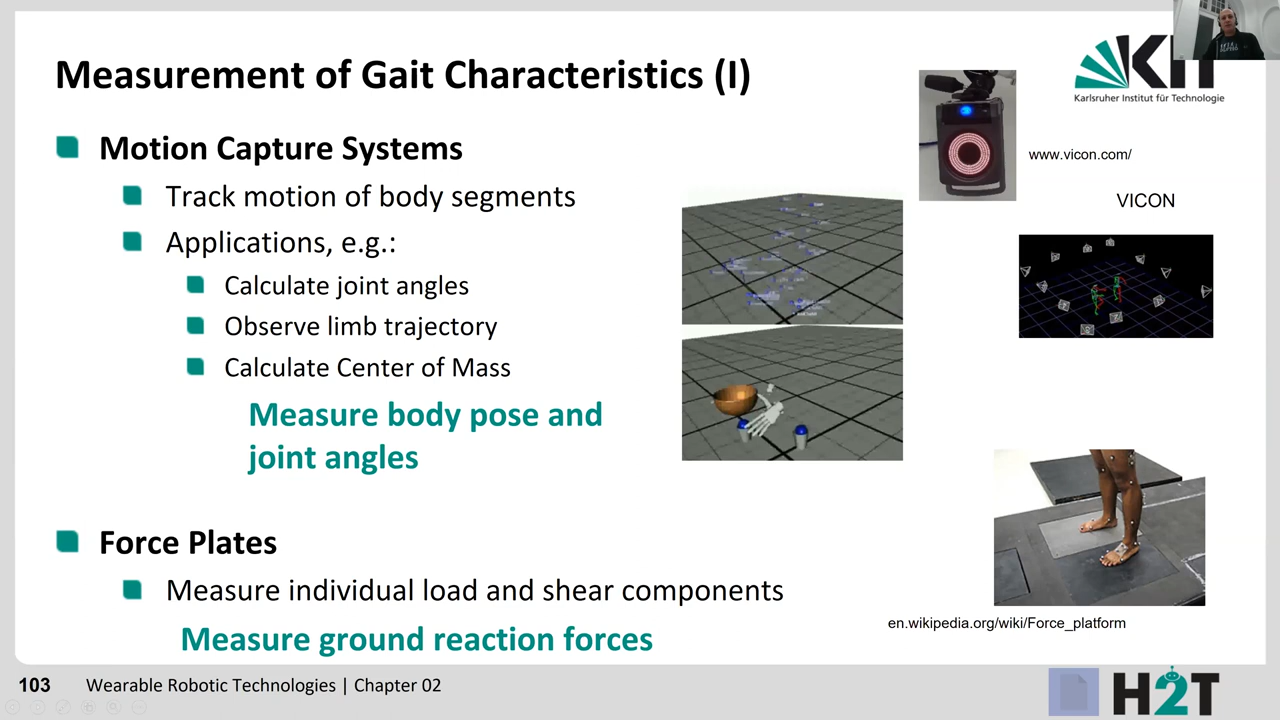 Measurement of Gait Characteristics (I)
KIT
Karlsruher Institut für Technologie
Motion Capture Systems
Track motion of body segments
Applications, e.g.:
Calculate joint angles
Observe limb trajectory
Calculate Center of Mass
Measure body pose and
joint angles
www.vicon.com/
VICON
Force Plates
Measure individual load and shear components
Measure ground reaction forces
en.wikipedia.org/wiki/Force_platform
103
Wearable Robotic Technologies | Chapter 02
H2T